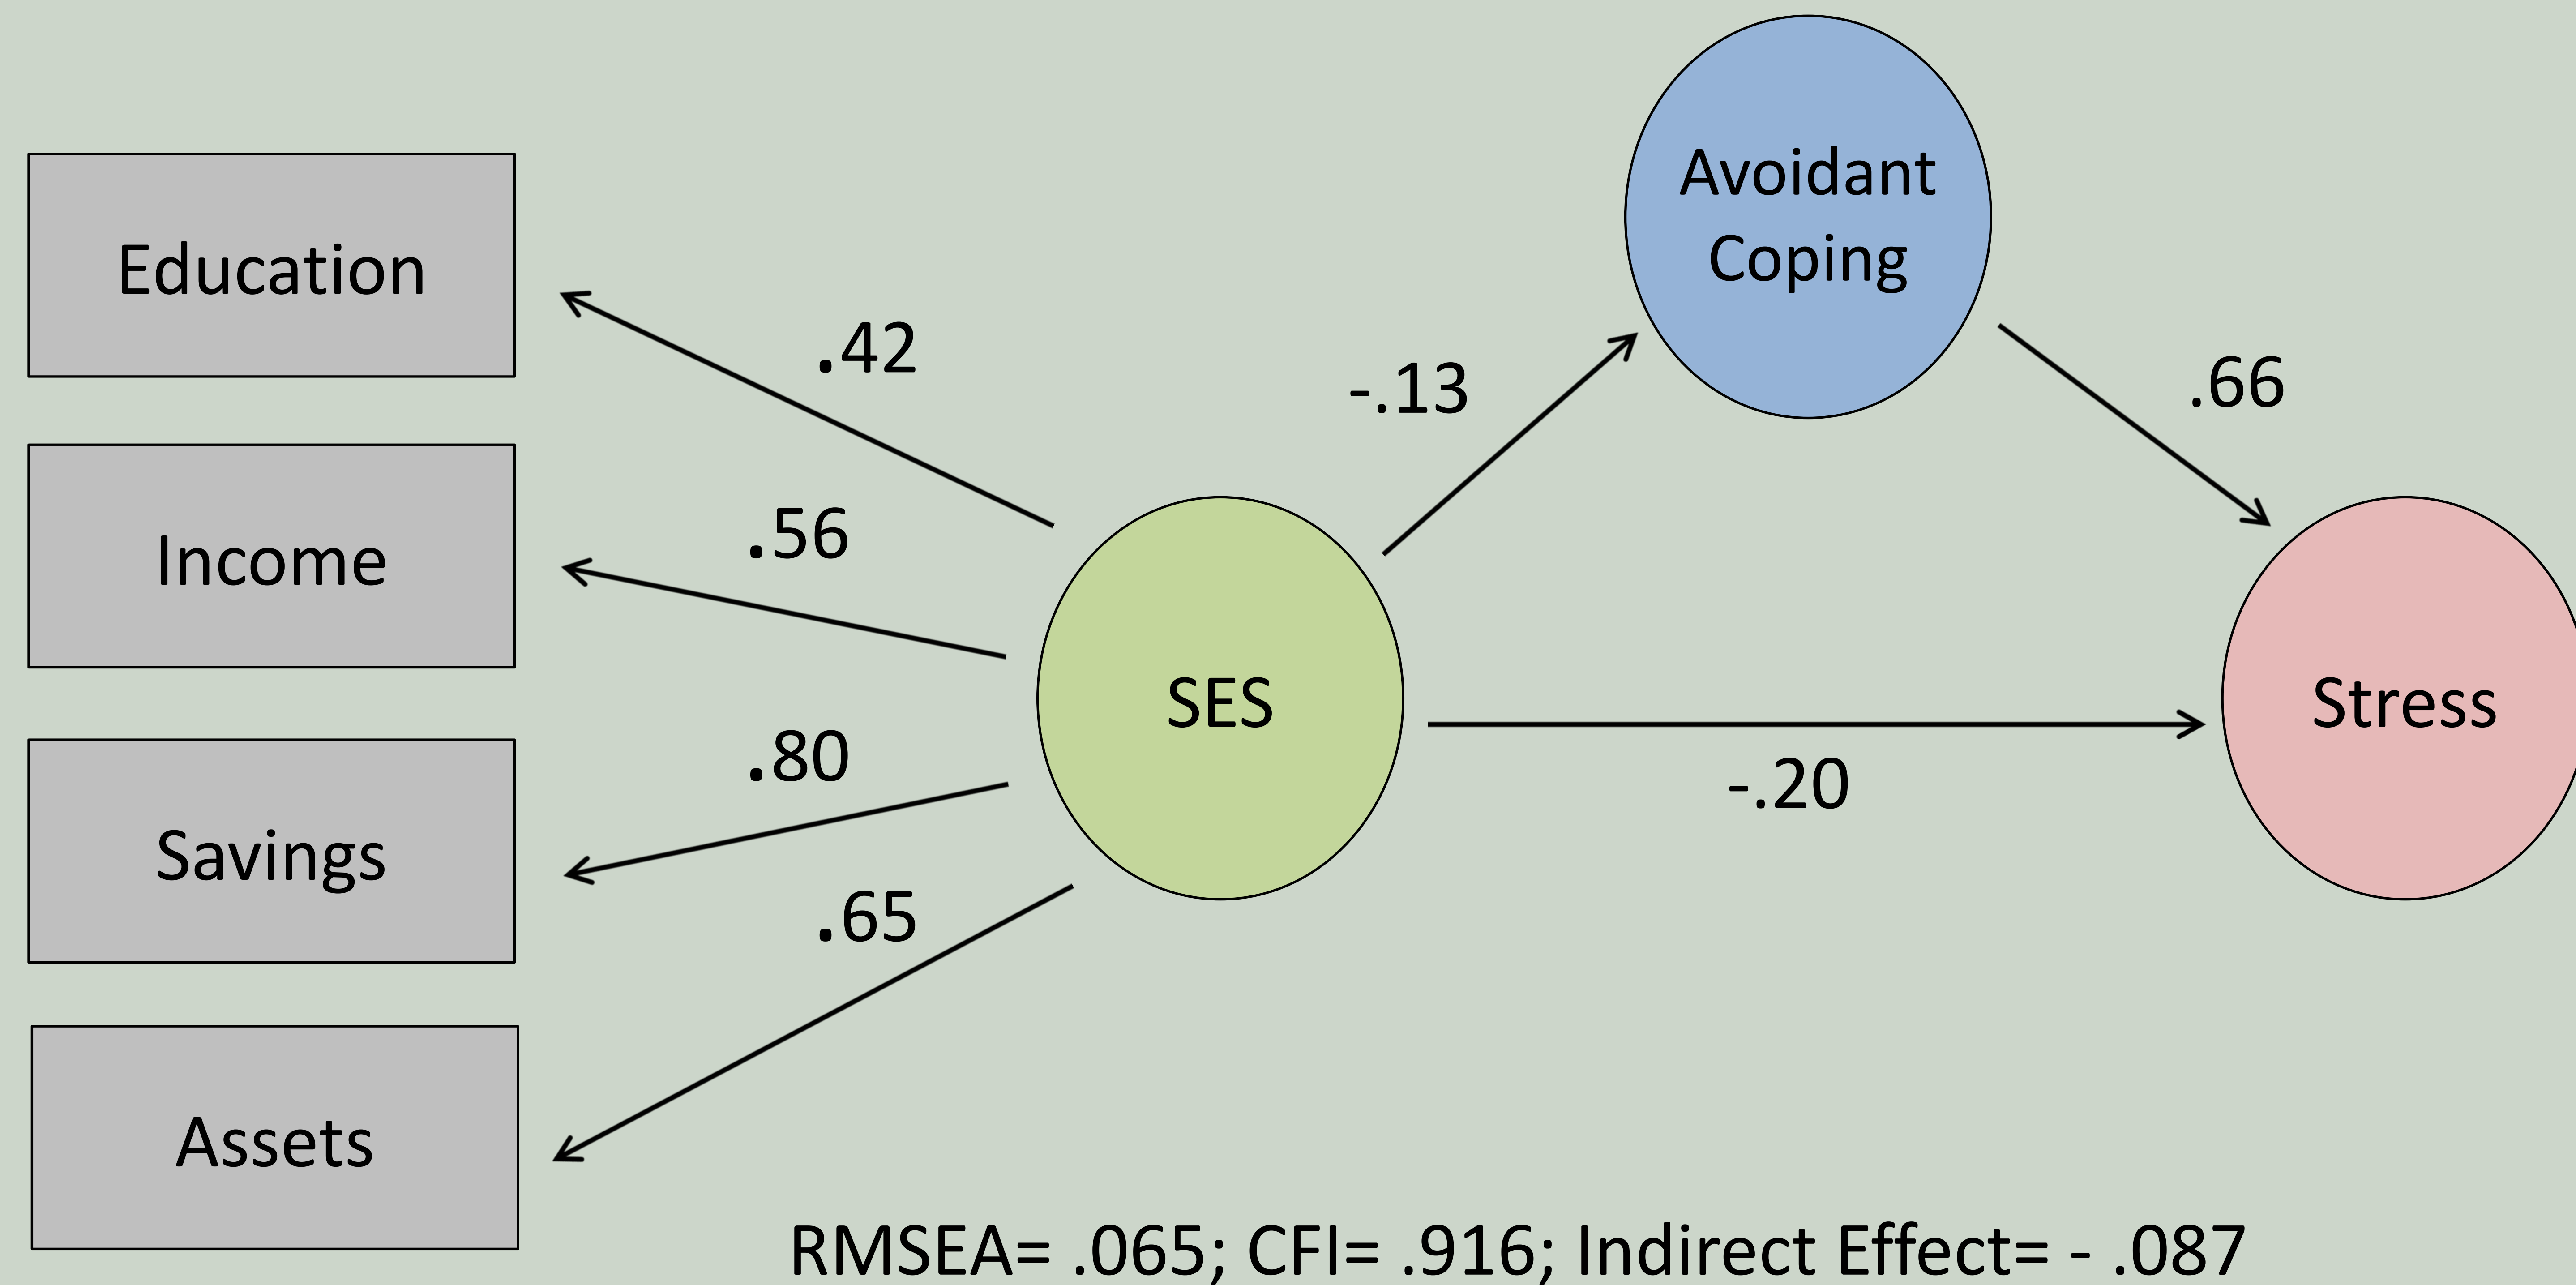 Avoidant
Coping
Education
.42
-.13
.66
Income
.56
SES
Stress
.80
-.20
Savings
.65
Assets
RMSEA= .065; CFI= .916; Indirect Effect= - .087